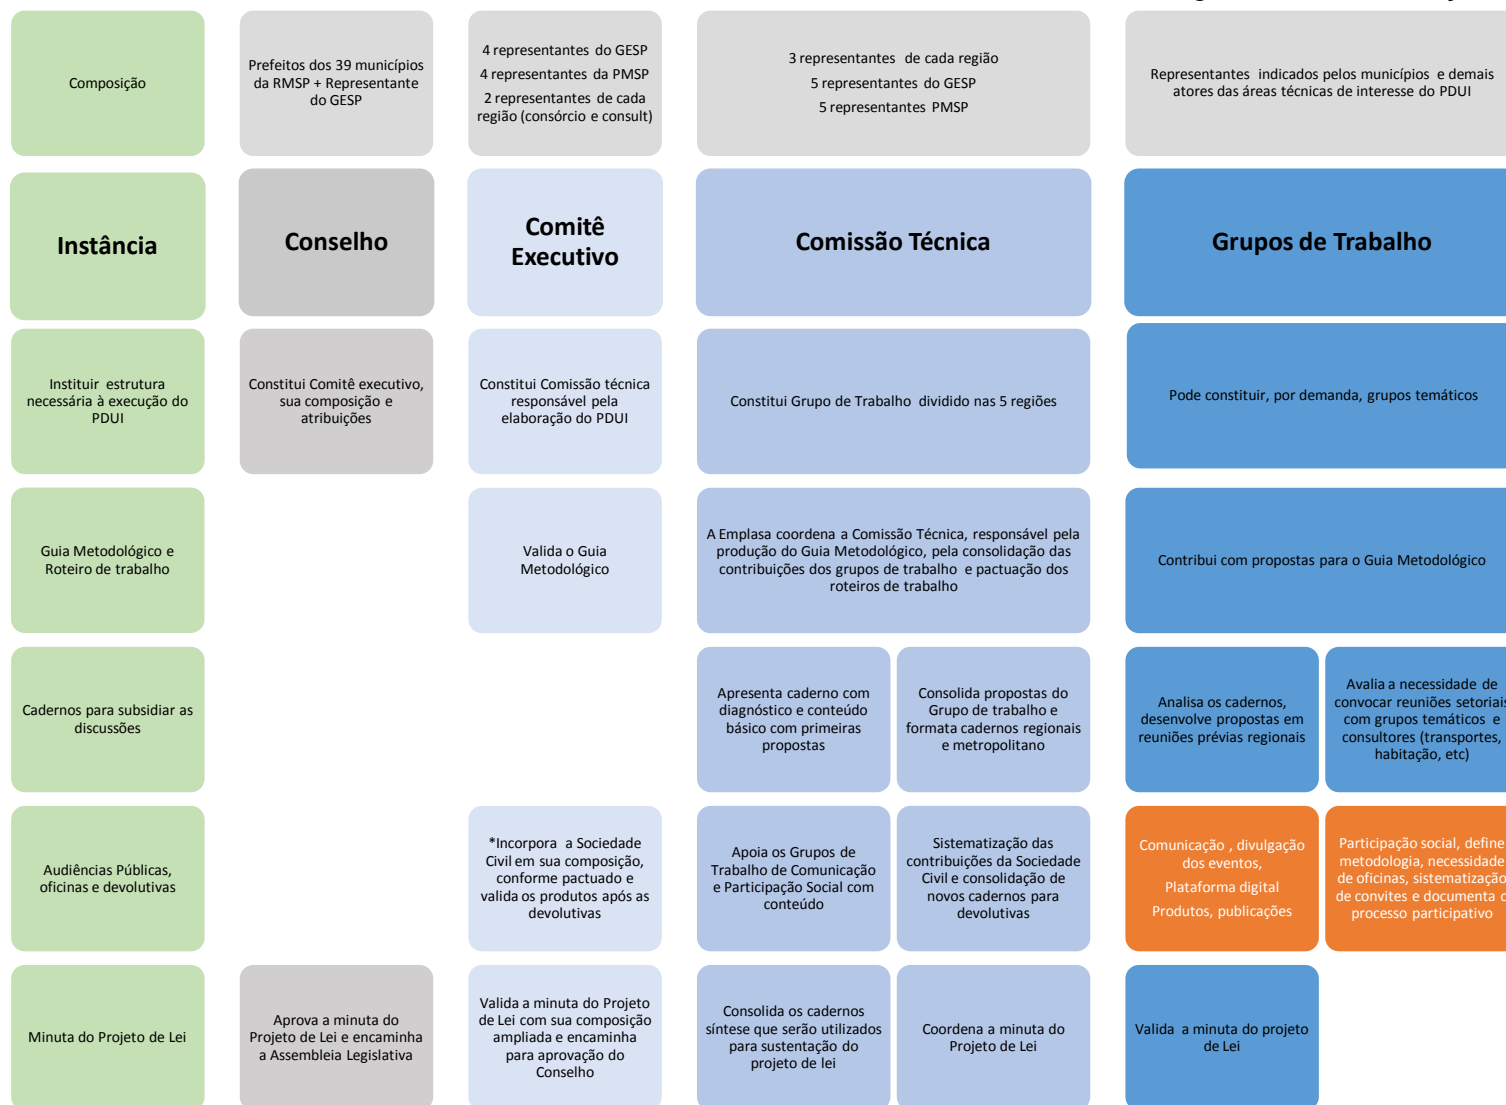 Composição
Prefeitos dos 39 municípios
da RMSP + Representante
do GESP
4 representantes do GESP
4 representantes da PMSP
2 representantes de cada
região (consórcio e consult)
3 representantes de cada região
5 representantes do GESP
5 representantes PMSP
Representantes indicados pelos municípios e demais
atores das áreas técnicas de interesse do PDUI
Instância
Conselho
Comitê
Executivo
Comissão Técnica
Grupos de Trabalho
Instituir estrutura
necessária à execução do
PDUI
Constitui Comitê executivo,
sua composição e
atribuições
Constitui Comissão técnica
responsável pela
elaboração do PDUI
Constitui Grupo de Trabalho dividido nas 5 regiões
Pode constituir, por demanda, grupos temáticos
Guia Metodológico e
Roteiro de trabalho
Valida o Guia
Metodológico
A Emplasa coordena a Comissão Técnica, responsável pela
produção do Guia Metodológico, pela consolidação das
contribuições dos grupos de trabalho e pactuação dos
roteiros de trabalho
Contribui com propostas para o Guia Metodológico
Cadernos para subsidiar as
discussões
Apresenta caderno com
diagnóstico e conteúdo
básico com primeiras
propostas
Consolida propostas do
Grupo de trabalho e
formata cadernos regionais
e metropolitano
Analisa os cadernos,
desenvolve propostas em
reuniões prévias regionais
Avalia a necessidade de
convocar reuniões setoriais
com grupos temáticos e
consultores (transportes,
habitação, etc)
Audiências Públicas,
oficinas e devolutivas
*Incorpora a Sociedade
Civil em sua composição,
conforme pactuado e
valida os produtos após as
devolutivas
Apoia os Grupos de
Trabalho de Comunicação
e Participação Social com
conteúdo
Sistematização das
contribuições da Sociedade
Civil e consolidação de
novos cadernos para
devolutivas
Comunicação , divulgação
dos eventos,
Plataforma digital
Produtos, publicações
Participação social, define
metodologia, necessidade
de oficinas, sistematização
de convites e documenta o
processo participativo
Minuta do Projeto de Lei
Aprova a minuta do
Projeto de Lei e encaminha
a Assembleia Legislativa
Valida a minuta do Projeto
de Lei com sua composição
ampliada e encaminha
para aprovação do
Conselho
Consolida os cadernos
síntese que serão utilizados
para sustentação do
projeto de lei
Coordena a minuta do
Projeto de Lei
Valida a minuta do projeto
de Lei